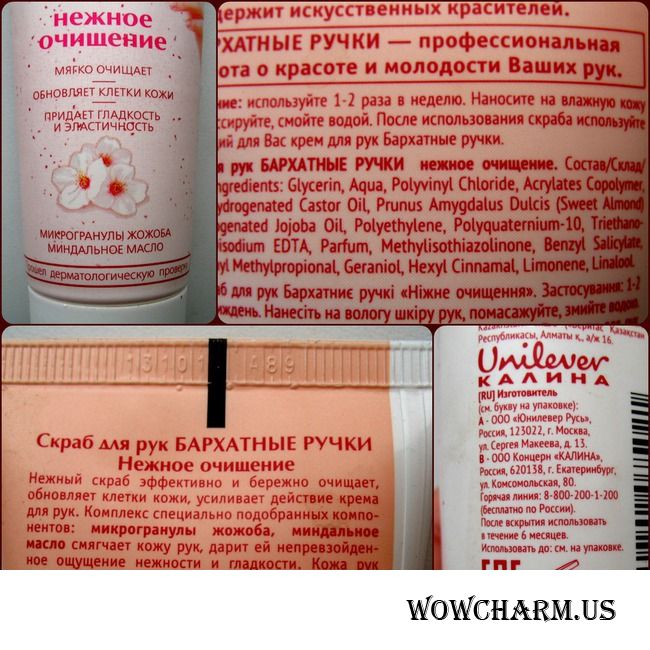 нежное
очищение
МЯГКО ОЧИЩАЕТ
ОБНОВЛЯЕТ КЛЕТКИ КОЖИ
ПРИДАЕТ ГЛАДКОСТЬ
И ЭЛАСТИЧНОСТЬ
МИКРОГРАНУЛЫ ЖОЖОБА
МИНДАЛЬНОЕ МАСЛО
дерматологическую
искусственных красителей.
РУЧКИ — профессиональная
о красоте и молодости Ваших рук.
используйте 1-2 раза в неделю. Наносите на влажную кожу
смойте водой. После использования скраба используйте
для Вас крем для рук Бархатные ручки.
рук БАРХАТНЫЕ РУЧКИ нежное очищение. Состав/Склад/
Glycerin, Aqua, Polyvinyl Chloride, Acrylates Copolymer,
Castor Oil, Prunus Amygdalus Dulcis (Sweet Almond)
Jojoba Oil, Polyethylene, Polyquaternium-10, Triethano-
EDTA, Parfum, Methylisothiazolinone, Benzyl Salicylate,
Methylpropional, Geraniol, Hexyl Cinnamal, Limonene, Linalool
для рук Бархатниє ручкі «Ніжне очищення». Застосування: 1-2
Нанесіть на вологу шкіру рук, помасажуйте, змийте водою.
13101 A89
Скраб для рук БАРХАТНЫЕ РУЧКИ
Нежное очищение
Нежный скраб эффективно и бережно очищает,
обновляет клетки кожи, усиливает действие крема
для рук. Комплекс специально подобранных компо-
нентов: микрогранулы жожоба, миндальное
масло смягчает кожу рук, дарит ей непревзойден-
ное ощущение нежности и гладкости. Кожа рук
Казахстан
Республикасы, Алматы қ., а/ж 16.
Unilever
КАЛИНА
[RU] Изготовитель
(см. букву на упаковке):
А - ООО «Юнилевер Русь»,
Россия, 123022, г. Москва,
ул. Сергея Макеева, д. 13.
В - ООО Концерн «КАЛИНА»,
Россия, 620138, г. Екатеринбург,
ул. Комсомольская, 80.
Горячая линия: 8-800-200-1-200
(бесплатно по России).
После вскрытия использовать
в течение 6 месяцев.
Использовать до: см. на упаковке.
WOWCHARM.US